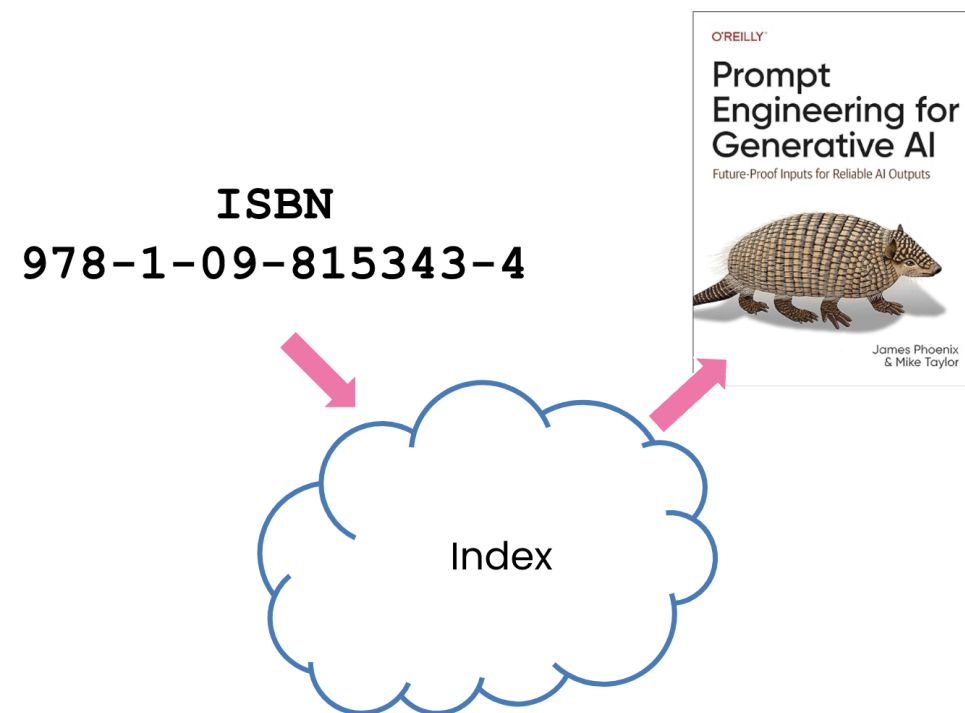 ISBN
978-1-09-815343-4
O'REILLY
Prompt
Engineering for
Generative AI
Future-Proof Inputs for Reliable AI Outputs
James Phoenix
& Mike Taylor
Index